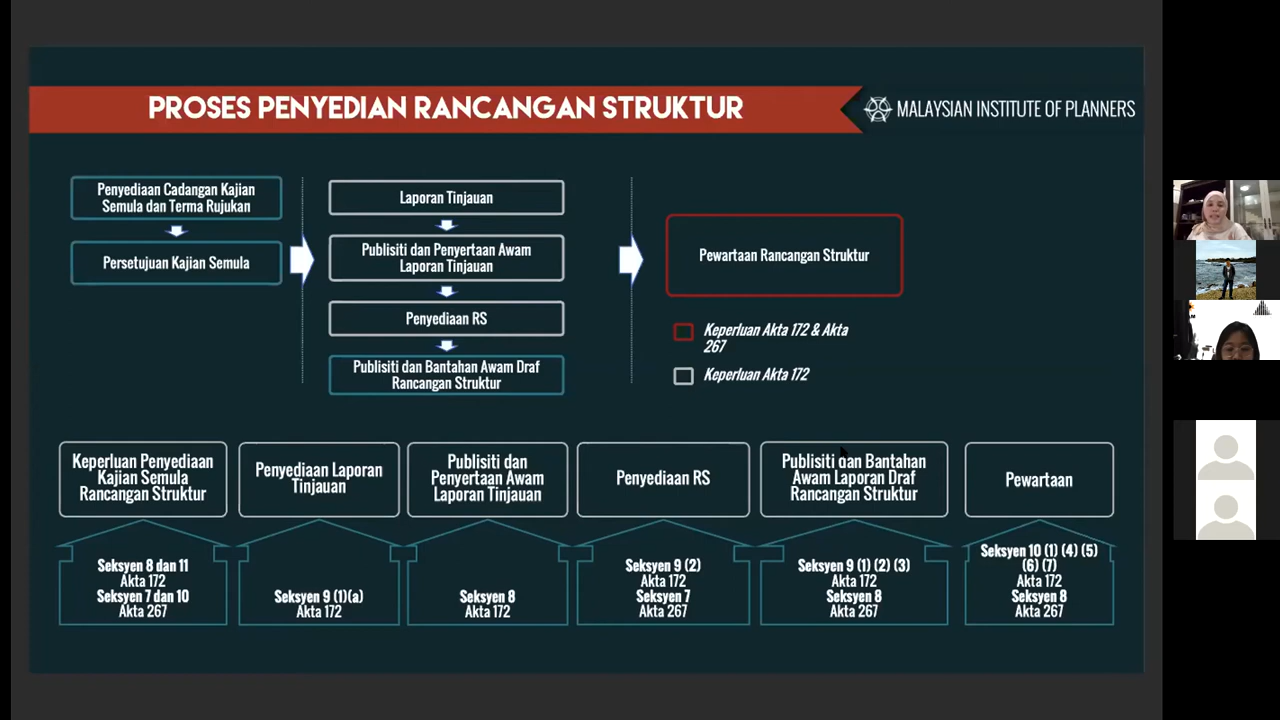 PROSES PENYEDIAN RANCANGAN STRUKTUR
MALAYSIAN INSTITUTE OF PLANNERS
Penyediaan Cadangan Kajian
Semula dan Terma Rujukan
Persetujuan Kajian Semula
Laporan Tinjauan
Publisiti dan Penyertaan Awam
Laporan Tinjauan
Penyediaan RS
Publisiti dan Bantahan Awam Draf
Rancangan Struktur
Pewartaan Rancangan Struktur
Keperluan Akta 172 & Akta
267
Keperluan Akta 172
Keperluan Penyediaan
Kajian Semula
Rancangan Struktur
Penyediaan Laporan
Tinjauan
Publisiti dan
Penyertaan Awam
Laporan Tinjauan
Penyediaan RS
Publisiti dan Bantahan
Awam Laporan Draf
Rancangan Struktur
Pewartaan
Seksyen 8 dan 11
Akta 172
Seksyen 7 dan 10
Akta 267
Seksyen 9 (1)(a)
Akta 172
Seksyen 8
Akta 172
Seksyen 9 (2)
Akta 172
Seksyen 7
Akta 267
Seksyen 9 (1) (2) (3)
Akta 172
Seksyen 8
Akta 267
Seksyen 10 (1) (4) (5)
(6) (7)
Akta 172
Seksyen 8
Akta 267